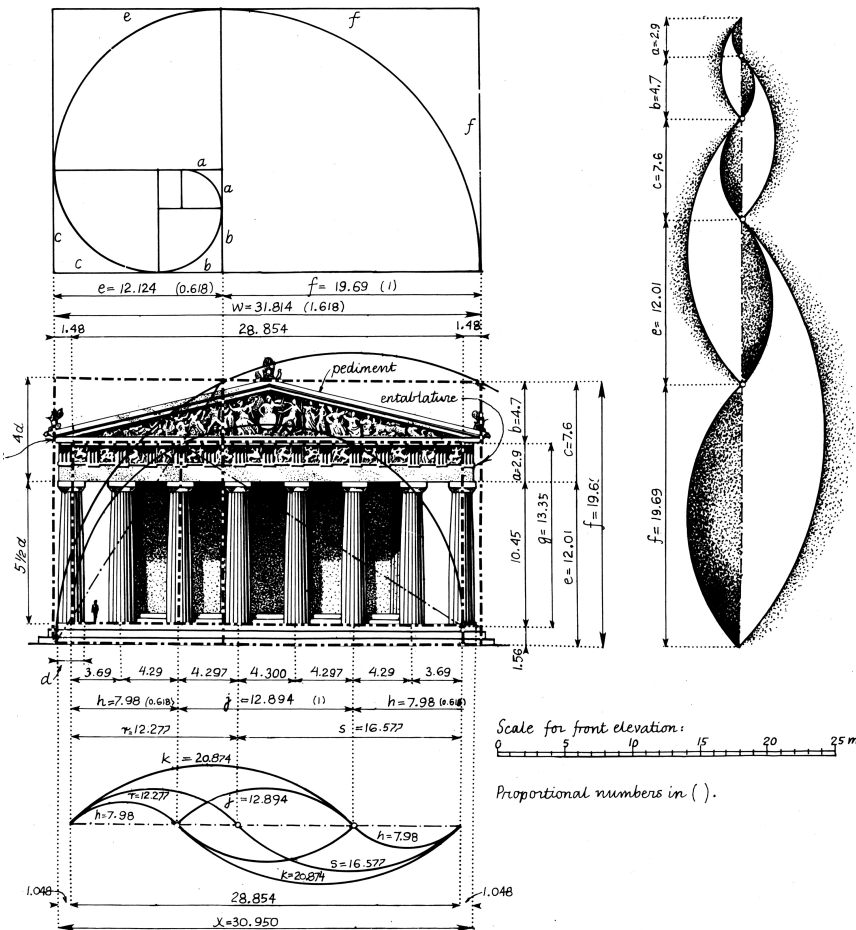 e
f
f
a
a
b
b
c
c
e = 12.124 (0.618)
f = 19.69 (1)
W = 31.814 (1.618)
1.48
28.854
1.48
pediment
entablature
4d
5½d
b=4.7
a=2.9
10.45
1.56
g = 13.35
c=7.6
e = 12.01
d
3.69
4.29
4.297
4.300
4.297
4.29
3.69
h=7.98 (0.618)
j =12.894 (1)
h=7.98
r=12.277
s =16.577
k = 20.874
r=12.277
j =12.894
h=7.98
h=7.98
s=16.577
k=20.874
1.048
28.854
1.048
X=30.950
a=2.9
b=4.7
c=7.6
e = 12.01
f = 19.69
Scale for front elevation:
0 5 10 15 20 25 m
Proportional numbers in ( ).